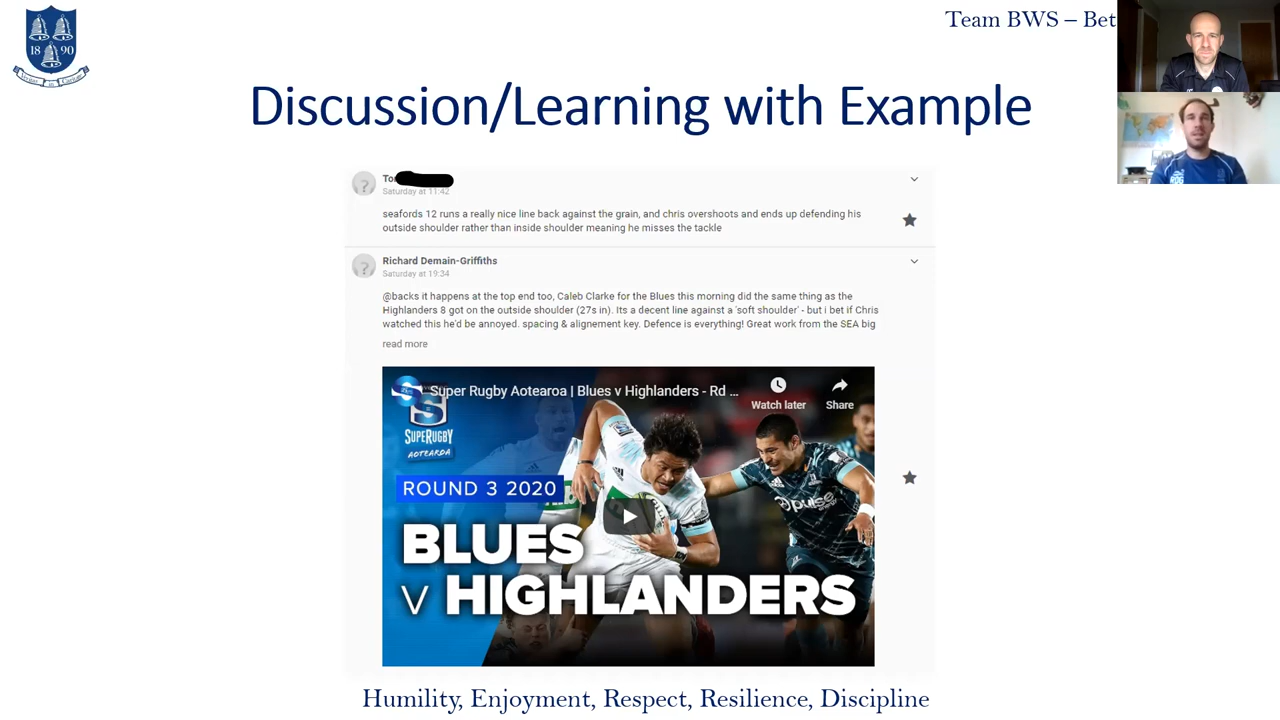 Team BWS – Bet
18 90
Discussion/Learning with Example
To
Saturday at 11:42
seafords 12 runs a really nice line back against the grain, and chris overshoots and ends up defending his
outside shoulder rather than inside shoulder meaning he misses the tackle
Richard Demain-Griffiths
Saturday at 19:34
@backs it happens at the top end too, Caleb Clarke for the Blues this morning did the same thing as the
Highlanders 8 got on the outside shoulder (27s in). Its a decent line against a 'soft shoulder' - but i bet if Chris
watched this he'd be annoyed. spacing & alignement key. Defence is everything! Great work from the SEA big
read more
Super Rugby Aotearoa | Blues v Highlanders - Rd ...
Watch later
Share
SUPERRUGBY
AOTEAROA
ROUND 3 2020
BLUES
V HIGHLANDERS
pulse
Humility, Enjoyment, Respect, Resilience, Discipline